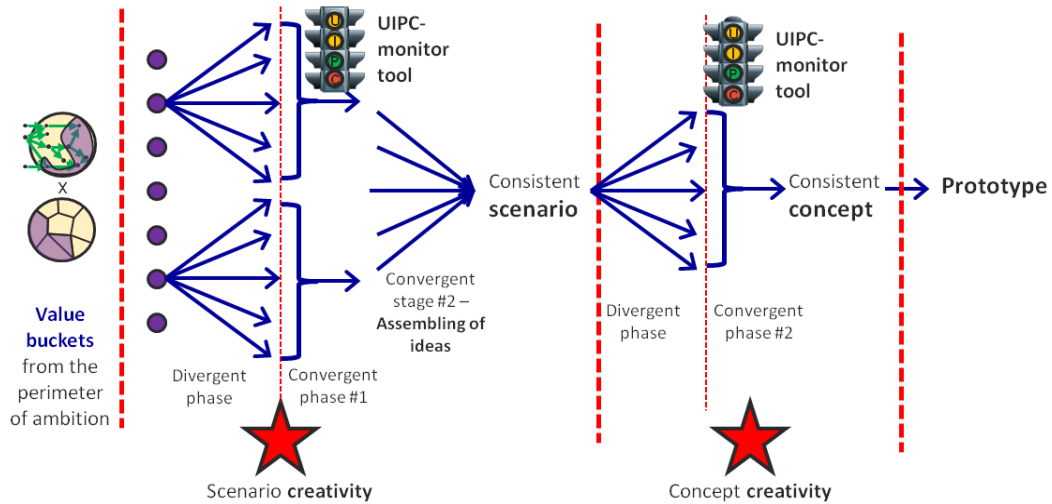 UIPC-
monitor
tool
U
I
P
C
UIPC-
monitor
tool
U
I
P
C
X
Value
buckets
from the
perimeter
of ambition
Divergent
phase
Convergent
phase #1
Convergent
stage #2 –
Assembling of
ideas
Consistent
scenario
Divergent
phase
Convergent
phase #2
Consistent
concept
Prototype
Scenario creativity
Concept creativity